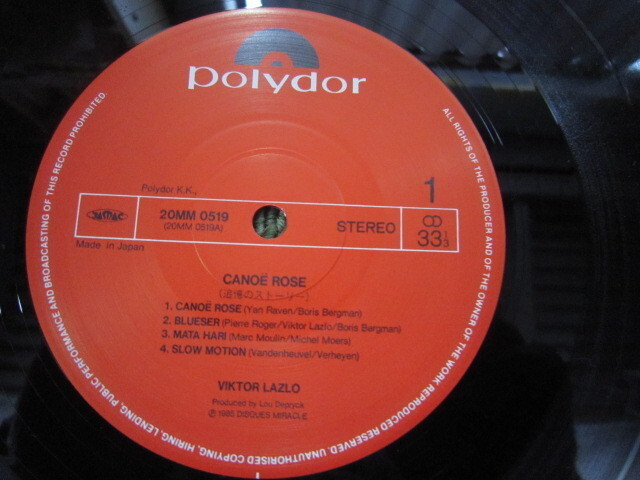 polydor
Polydor K.K.,
1
JASRAC
20MM 0519
(20MM 0519A)
STEREO
33 1/3
Made in Japan
CANOË ROSE
(追憶のストーリー)
1. CANOË ROSE (Yan Raven/Boris Bergman)
2. BLUESER (Pierre Roger/Viktor Lazlo/Boris Bergman)
3. MATA HARI (Marc Moulin/Michel Moers)
4. SLOW MOTION (Vandenbeuvel/Verheyen)
VIKTOR LAZLO
Produced by Lou Depryck
℗1985 DISQUES MIRACLE
ALL RIGHTS OF THE PRODUCER AND OF THE OWNER OF THE WORK REPRODUCED RESERVED. UNAUTHORISED COPYING, HIRING, LENDING, PUBLIC PERFORMANCE AND BROADCASTING OF THIS RECORD PROHIBITED.